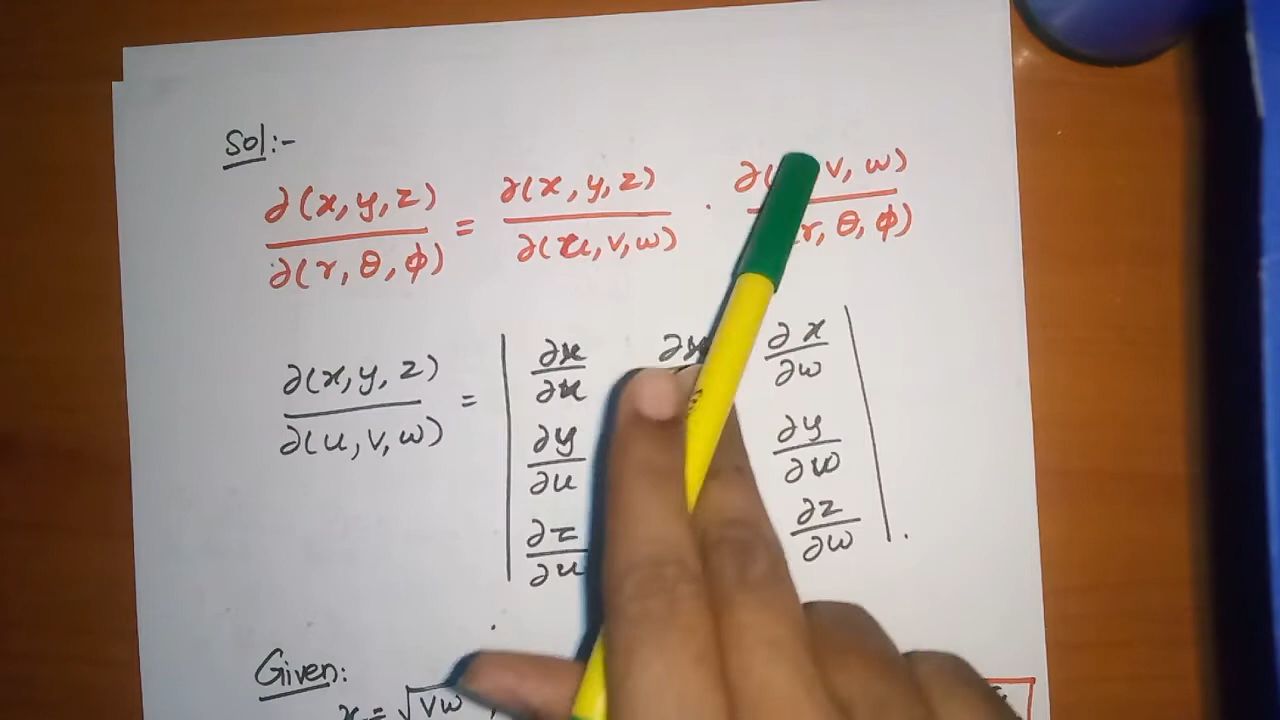 Sol:-
∂(x, y, z) / ∂(r, θ, φ) = ∂(x, y, z) / ∂(u, v, w) · ∂( v, w) / r, θ, φ)
∂(x, y, z) / ∂(u, v, w) = | ∂x/∂u ∂x ∂x/∂w |
∂y/∂u ∂y/∂w
∂z/∂u ∂z/∂w .
Given:
x = √vw ,